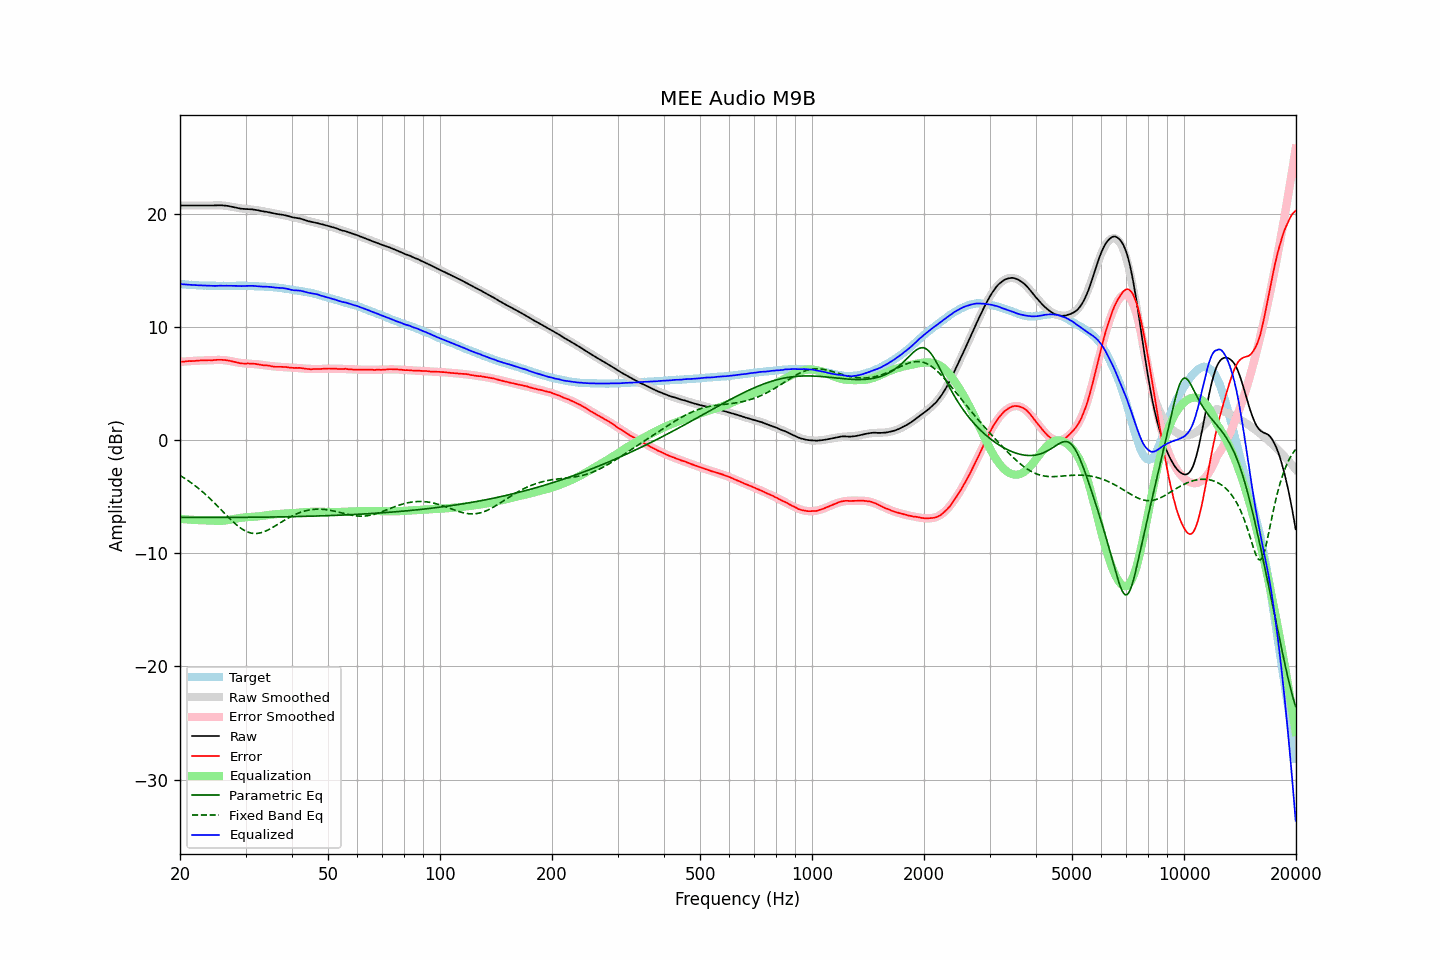 MEE Audio M9B
Amplitude (dBr)
20
10
0
−10
−20
−30
Target
Raw Smoothed
Error Smoothed
Raw
Error
Equalization
Parametric Eq
Fixed Band Eq
Equalized
20 50 100 200 500 1000 2000 5000 10000 20000
Frequency (Hz)